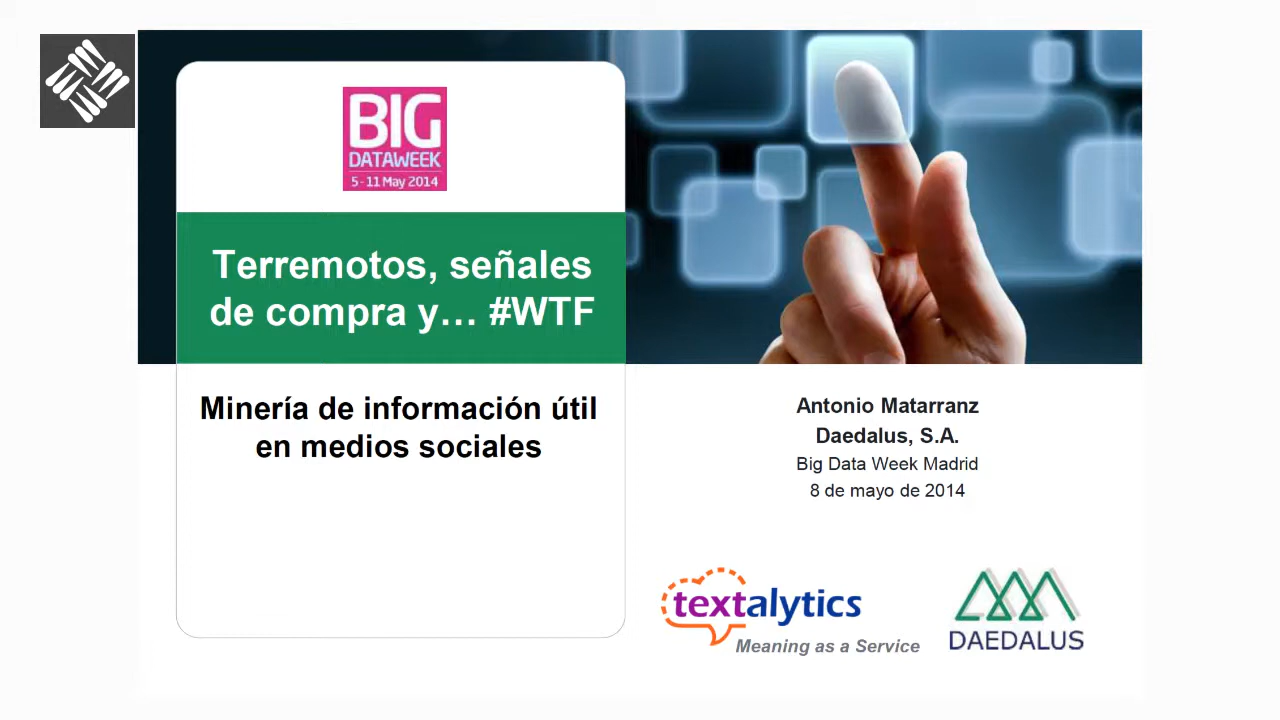 BIG
DATAWEEK
5 - 11 May 2014
Terremotos, señales
de compra y… #WTF
Minería de información útil
en medios sociales
Antonio Matarranz
Daedalus, S.A.
Big Data Week Madrid
8 de mayo de 2014
textalytics
Meaning as a Service
DAEDALUS